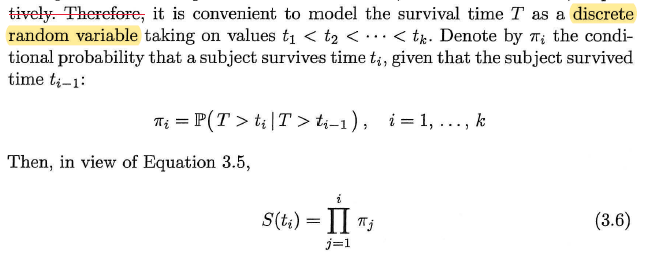 tively. Therefore, it is convenient to model the survival time T as a discrete
random variable taking on values t₁ < t₂ < ⋯ < tₖ. Denote by πᵢ the condi-
tional probability that a subject survives time tᵢ, given that the subject survived
time tᵢ₋₁:
πᵢ = ℙ(T > tᵢ | T > tᵢ₋₁), i = 1, …, k
Then, in view of Equation 3.5,
S(tᵢ) = ∏ⱼ₌₁ⁱ πⱼ (3.6)